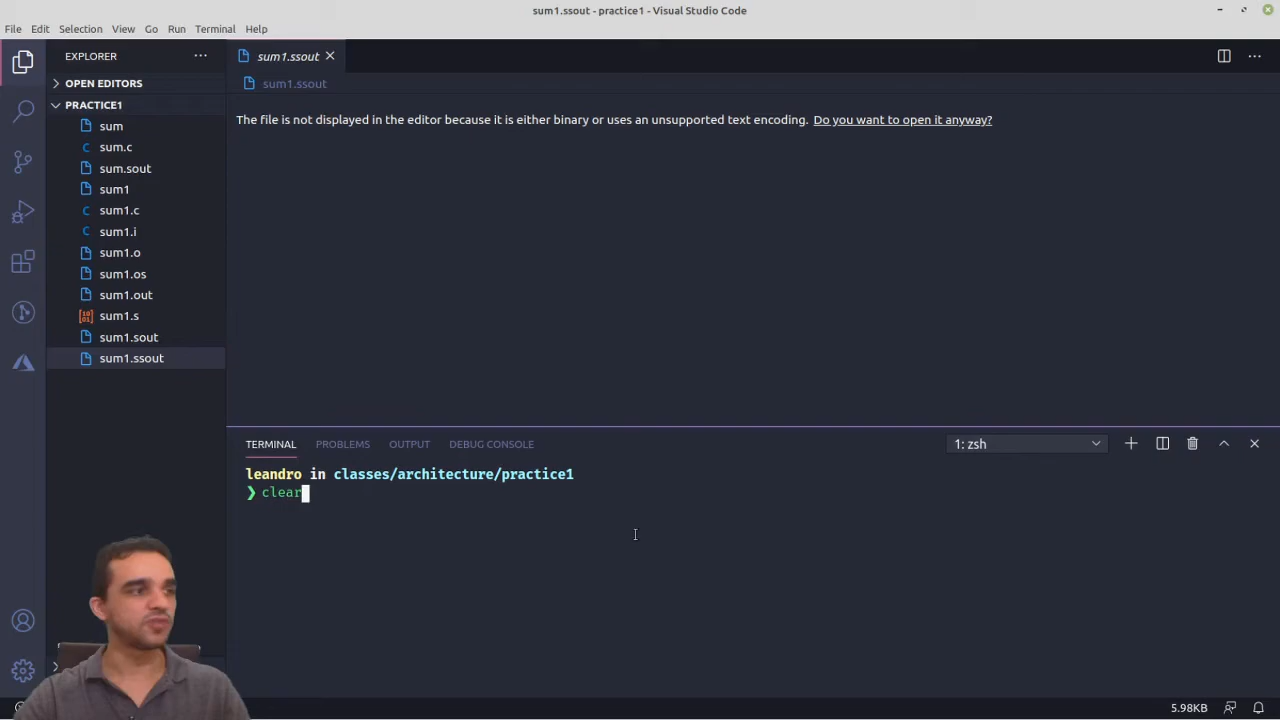 sum1.ssout - practice1 - Visual Studio Code
File Edit Selection View Go Run Terminal Help
EXPLORER
sum1.ssout
OPEN EDITORS
sum1.ssout
PRACTICE1
The file is not displayed in the editor because it is either binary or uses an unsupported text encoding. Do you want to open it anyway?
sum
sum.c
sum.sout
sum1
sum1.c
sum1.i
sum1.o
sum1.os
sum1.out
sum1.s
sum1.sout
sum1.ssout
TERMINAL PROBLEMS OUTPUT DEBUG CONSOLE
1: zsh
leandro in classes/architecture/practice1
❯ clear
5.98KB